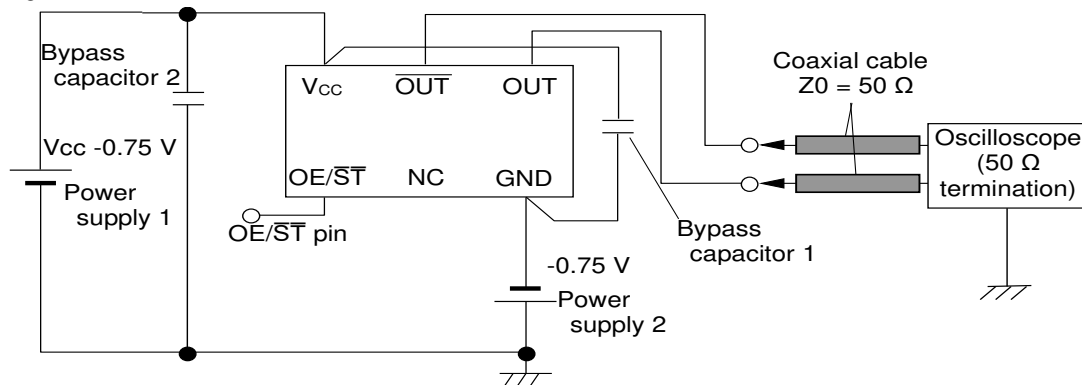 Bypass
capacitor 2
Vcc -0.75 V
Power
supply 1
VCC
OUT
OUT
OE/ST
NC
GND
OE/ST pin
-0.75 V
Power
supply 2
Bypass
capacitor 1
Coaxial cable
Z0 = 50 Ω
Oscilloscope
(50 Ω
termination)